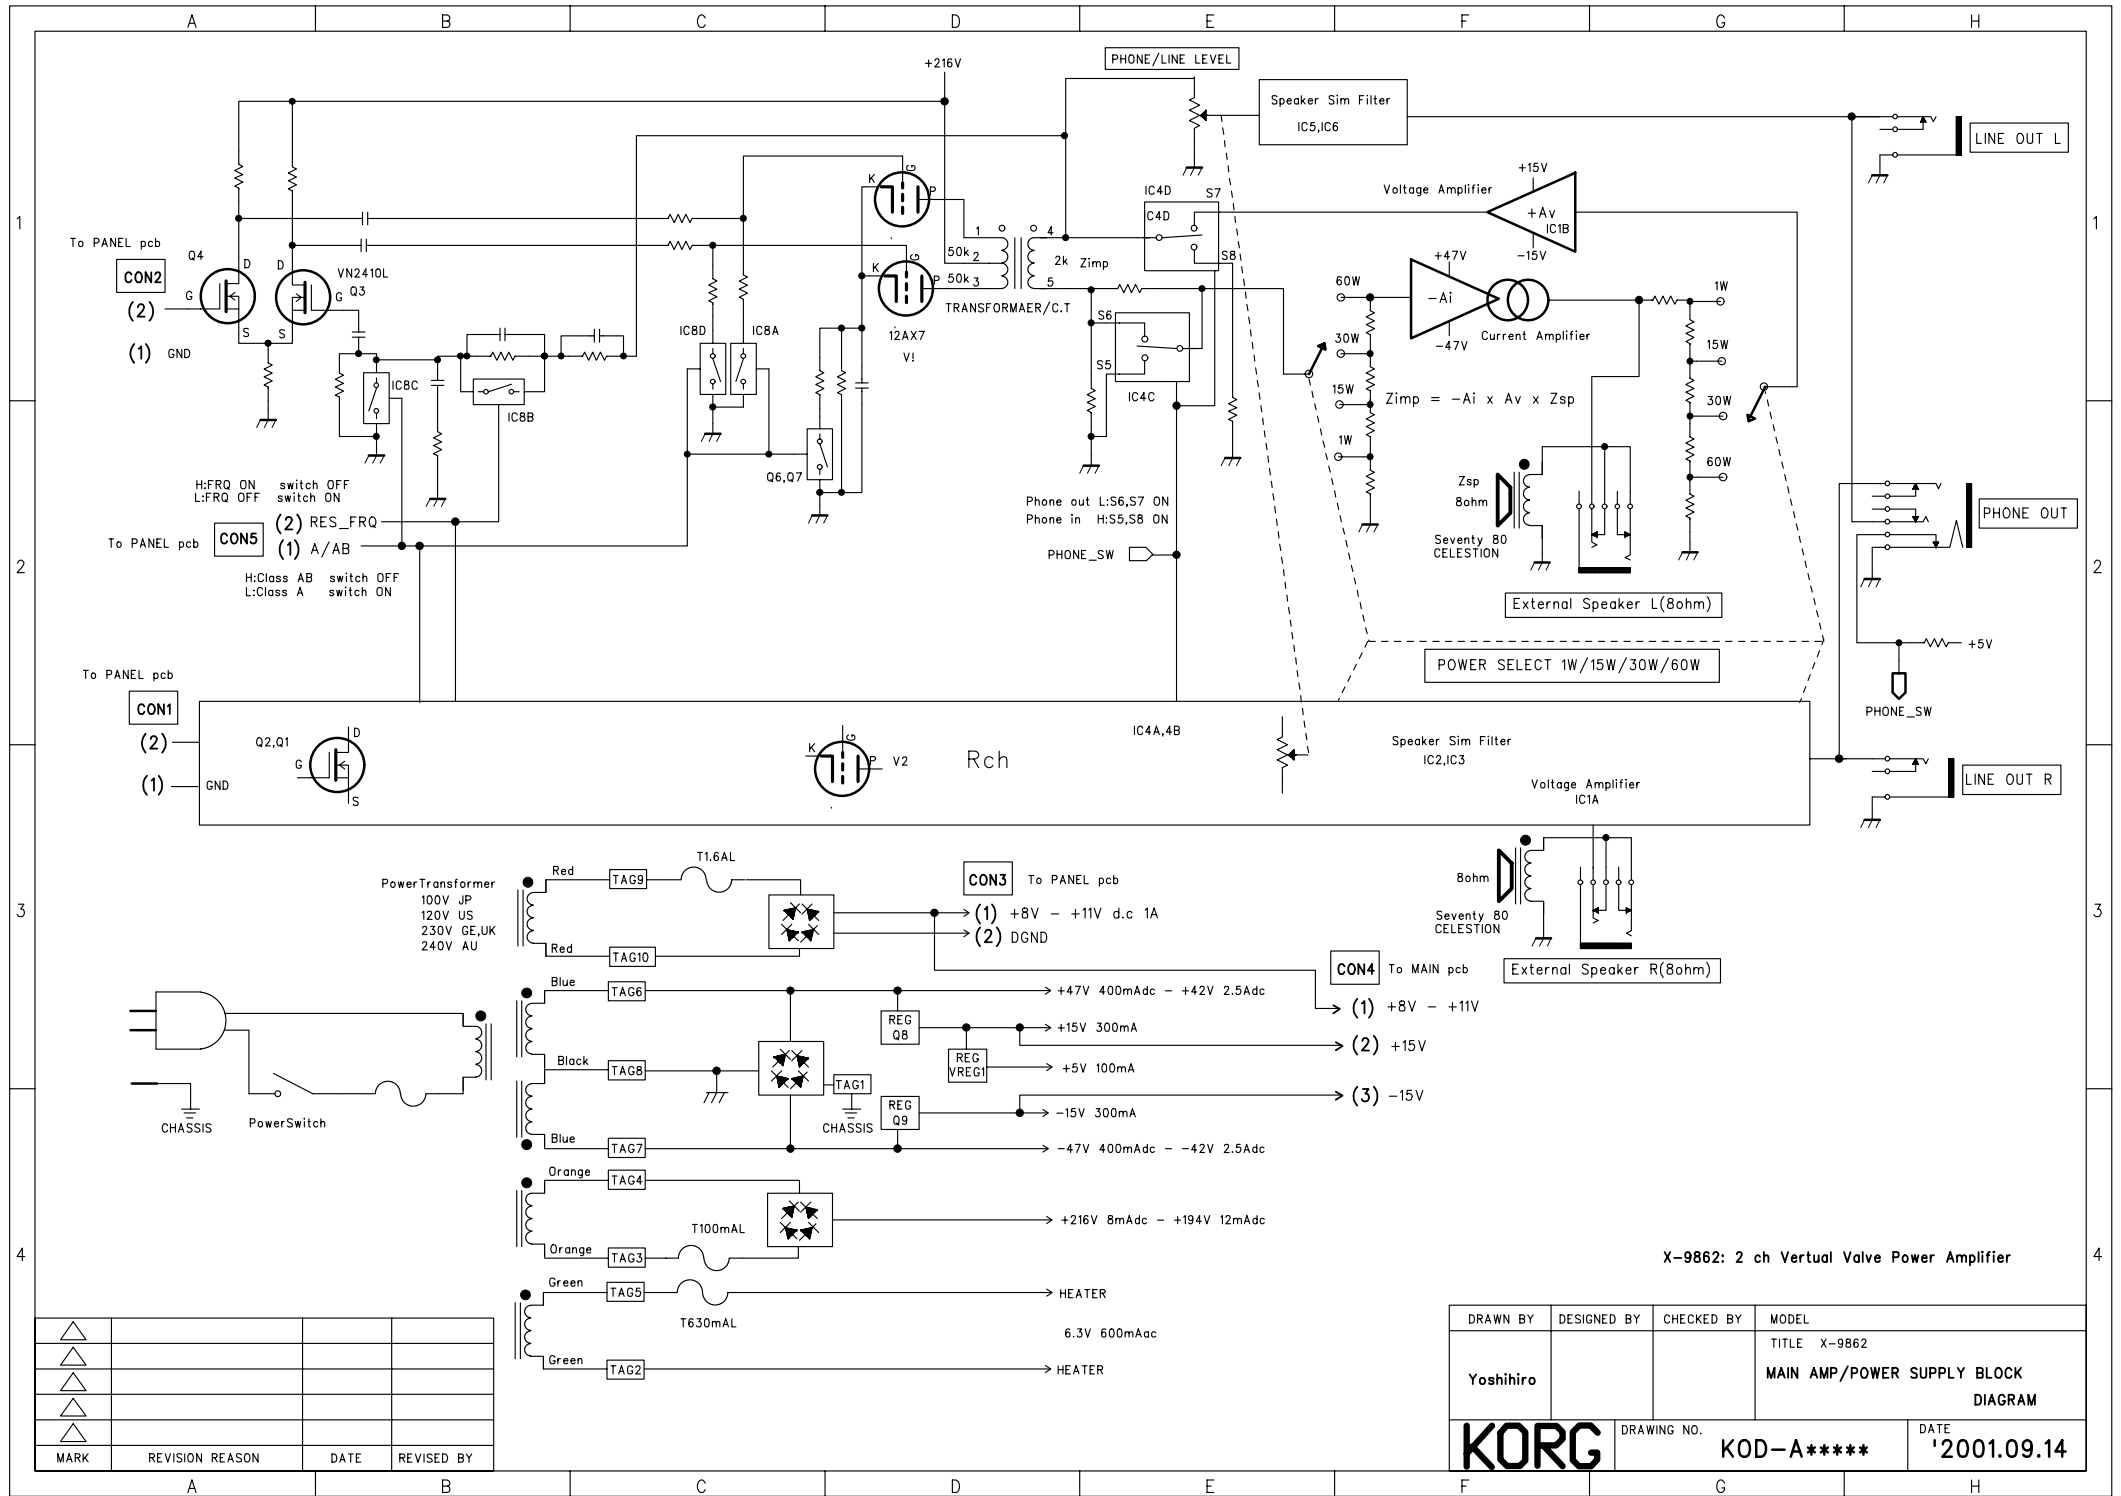 A B C D E F G H
+216V
PHONE/LINE LEVEL
Speaker Sim Filter
IC5,IC6
LINE OUT L
1
1
To PANEL pcb
CON2
(2)
(1) GND
Q4
D
G
S
D
VN2410L
Q3
G
S
K
G
P
K
G
P
12AX7
V!
1
50k 2
50k 3
4
2k
5
Zimp
TRANSFORMAER/C.T
IC4D
S7
C4D
S8
S6
S5
IC4C
Voltage Amplifier
+15V
+Av
IC1B
-15V
+47V
-Ai
-47V
Current Amplifier
60W
30W
15W
1W
1W
15W
30W
60W
Zimp = -Ai x Av x Zsp
IC8C
IC8B
IC8D
IC8A
Q6,Q7
H:FRQ ON switch OFF
L:FRQ OFF switch ON
To PANEL pcb
CON5
(2) RES_FRQ
(1) A/AB
H:Class AB switch OFF
L:Class A switch ON
Phone out L:S6,S7 ON
Phone in H:S5,S8 ON
PHONE_SW
Zsp
8ohm
Seventy 80
CELESTION
External Speaker L(8ohm)
PHONE OUT
2
2
+5V
PHONE_SW
POWER SELECT 1W/15W/30W/60W
To PANEL pcb
CON1
(2)
(1)
GND
Q2,Q1
D
G
S
K
G
P
V2
Rch
IC4A,4B
Speaker Sim Filter
IC2,IC3
Voltage Amplifier
IC1A
LINE OUT R
8ohm
Seventy 80
CELESTION
External Speaker R(8ohm)
3
3
PowerTransformer
100V JP
120V US
230V GE,UK
240V AU
Red
TAG9
T1.6AL
Red
TAG10
CON3 To PANEL pcb
(1) +8V - +11V d.c 1A
(2) DGND
CON4 To MAIN pcb
(1) +8V - +11V
(2) +15V
(3) -15V
Blue
TAG6
+47V 400mAdc - +42V 2.5Adc
REG
Q8
+15V 300mA
REG
VREG1
+5V 100mA
Black
TAG8
TAG1
CHASSIS
REG
Q9
-15V 300mA
Blue
TAG7
-47V 400mAdc - -42V 2.5Adc
CHASSIS
PowerSwitch
Orange
TAG4
T100mAL
Orange
TAG3
+216V 8mAdc - +194V 12mAdc
4
4
Green
TAG5
T630mAL
HEATER
6.3V 600mAac
Green
TAG2
HEATER
X-9862: 2 ch Vertual Valve Power Amplifier
DRAWN BY DESIGNED BY CHECKED BY MODEL
TITLE X-9862
Yoshihiro
MAIN AMP/POWER SUPPLY BLOCK
DIAGRAM
KORG
DRAWING NO.
KOD-A*****
DATE
'2001.09.14
MARK REVISION REASON DATE REVISED BY
A B C D E F G H